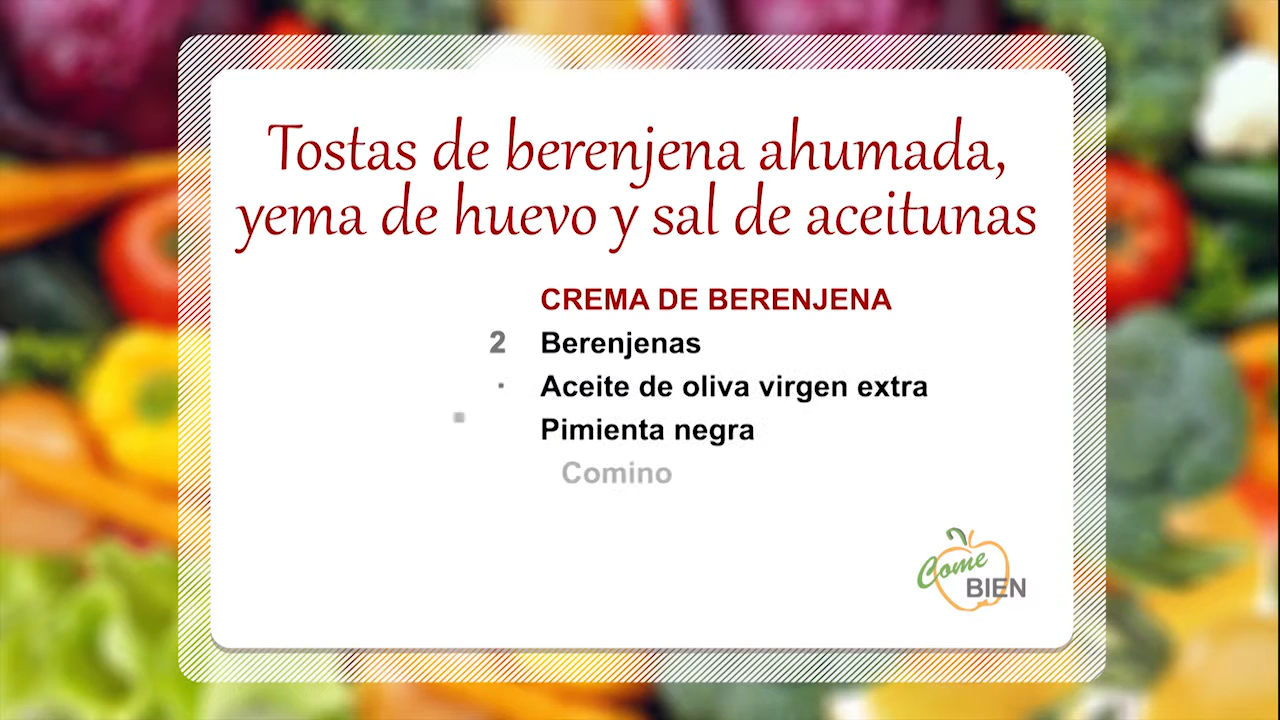 Tostas de berenjena ahumada,
yema de huevo y sal de aceitunas
CREMA DE BERENJENA
2 Berenjenas
· Aceite de oliva virgen extra
Pimienta negra
Comino
Come
BIEN